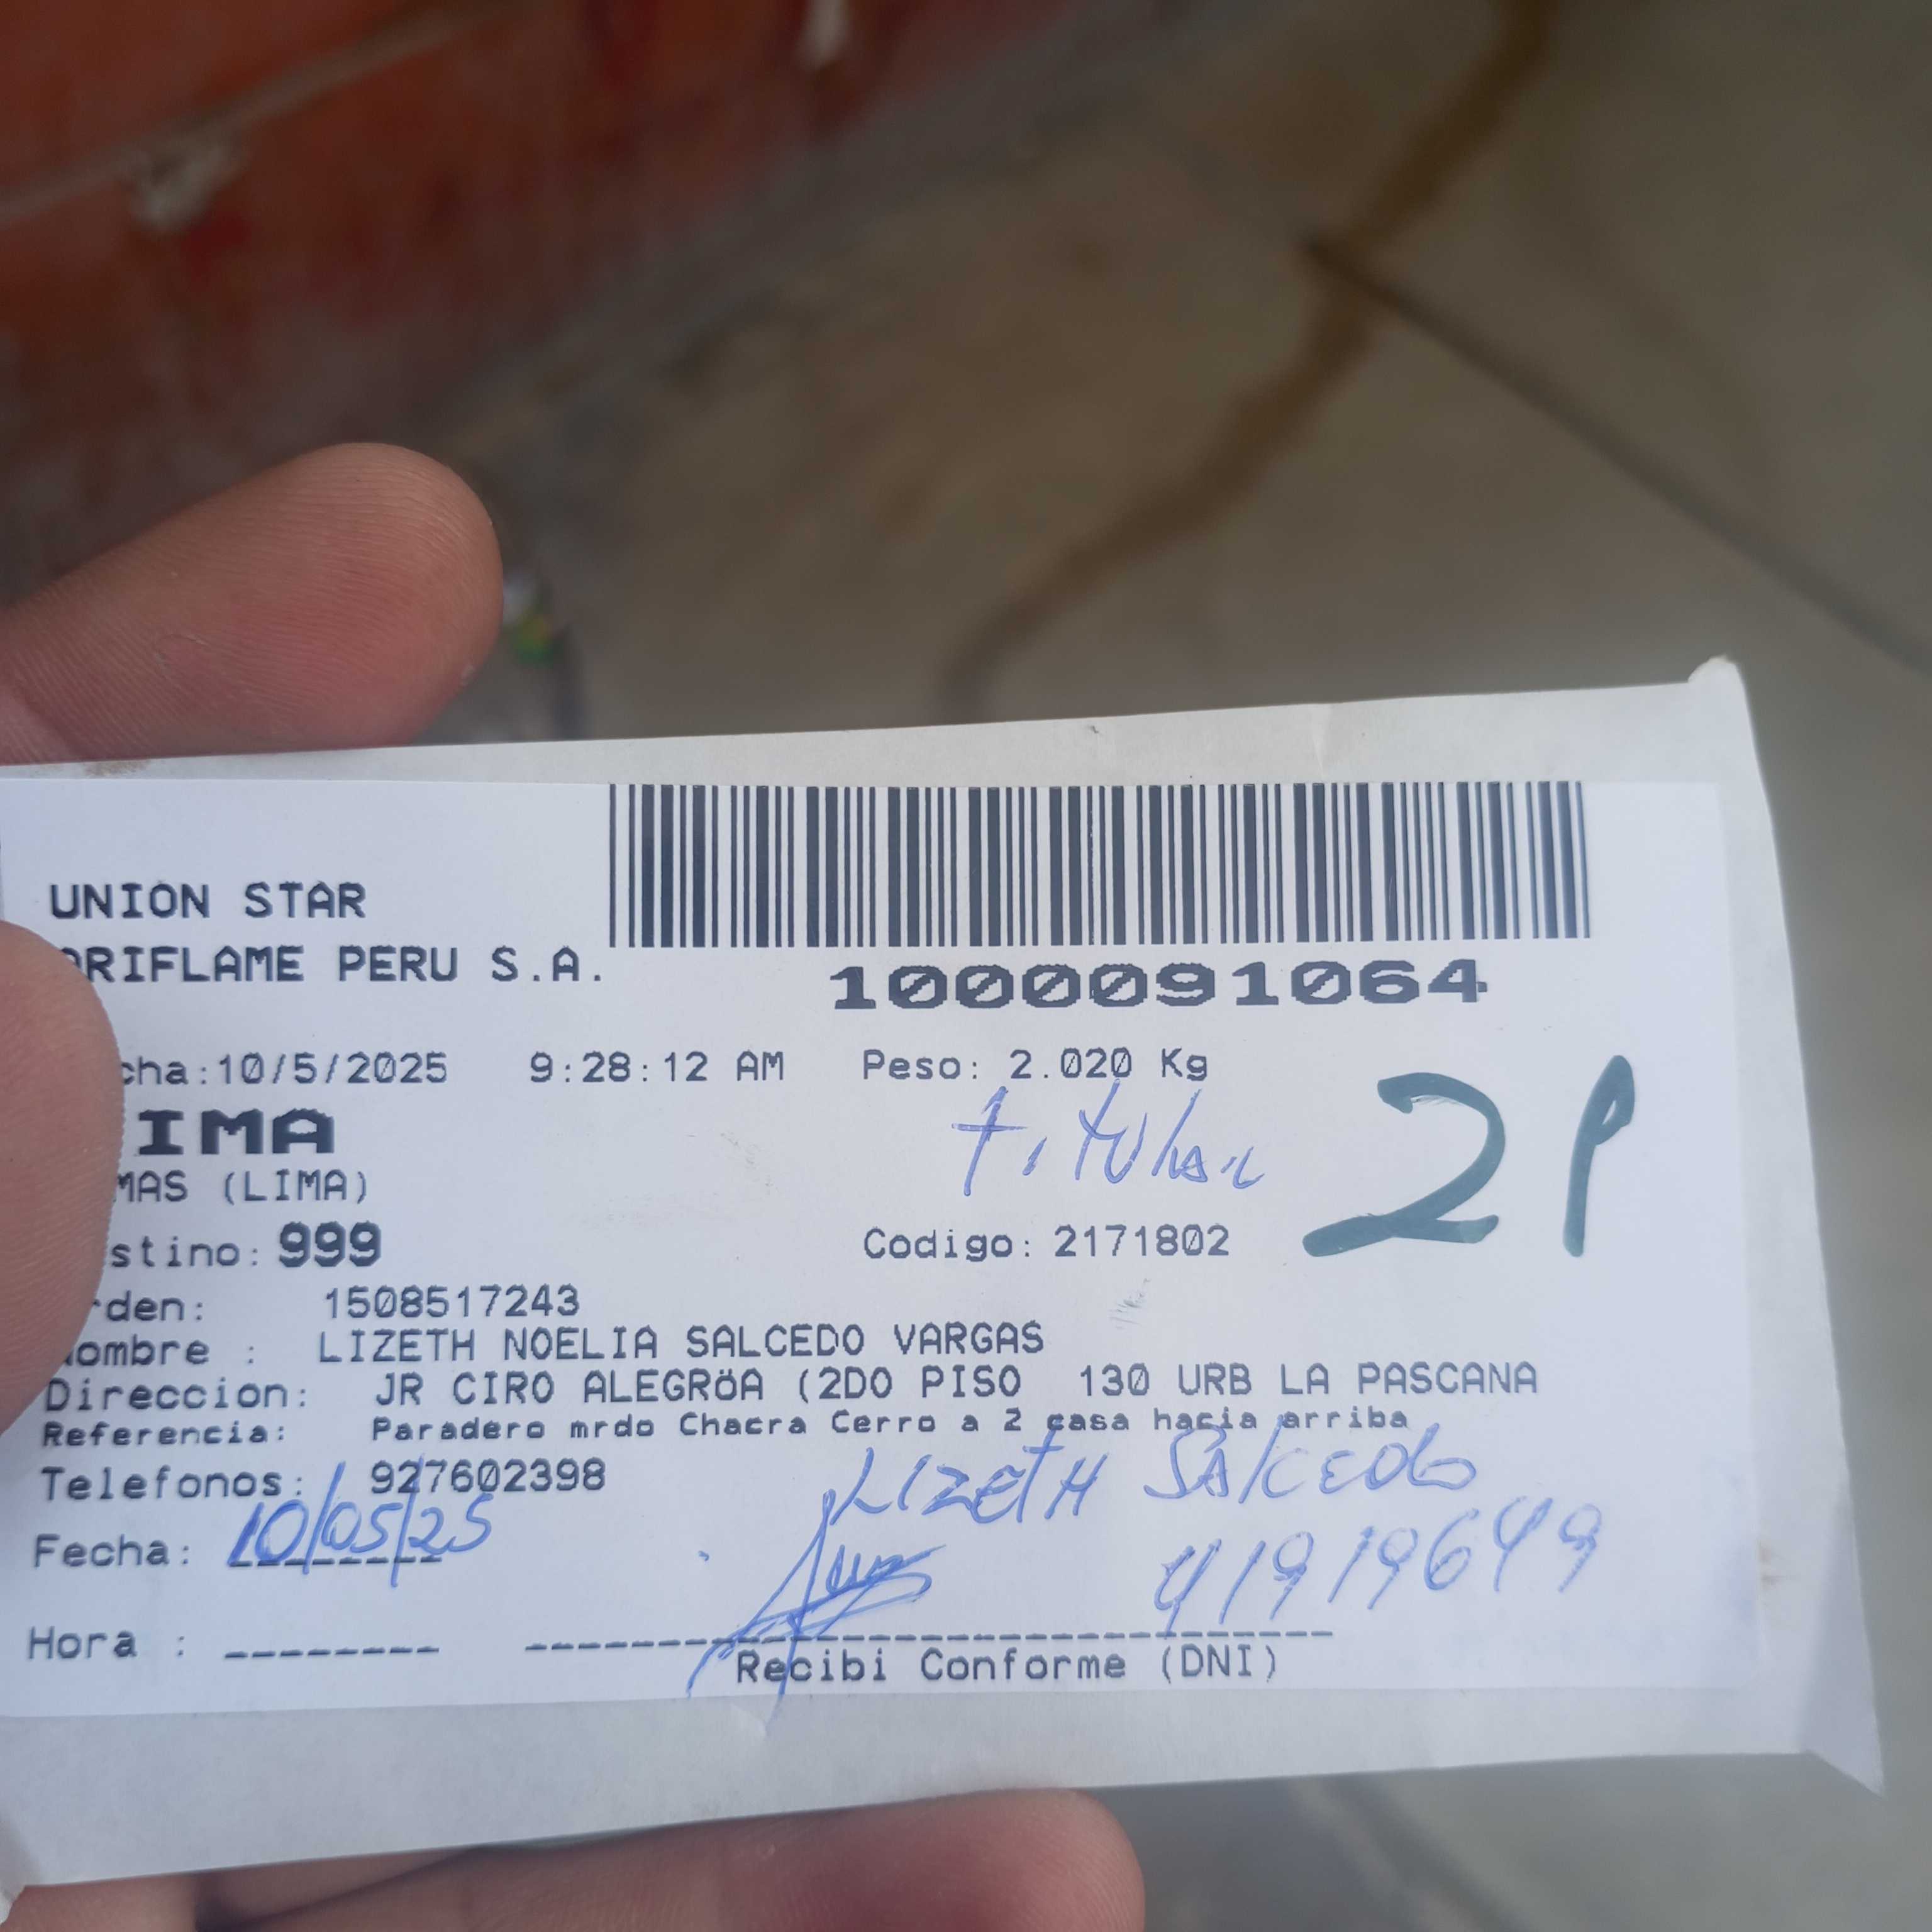 UNION STAR
ORIFLAME PERU S.A.
1000091064
cha:10/5/2025 9:28:12 AM Peso: 2.020 Kg
IMA
titular 21
MAS (LIMA)
stino: 999 Codigo: 2171802
rden: 1508517243
Nombre : LIZETH NOELIA SALCEDO VARGAS
Direccion: JR CIRO ALEGRÖA (2DO PISO 130 URB LA PASCANA
Referencia: Paradero mrdo Chacra Cerro a 2 casa hacia arriba
Telefonos: 927602398
LIZETH SALCEDO
Fecha: 10/05/25
41919649
Hora :
Recibi Conforme (DNI)